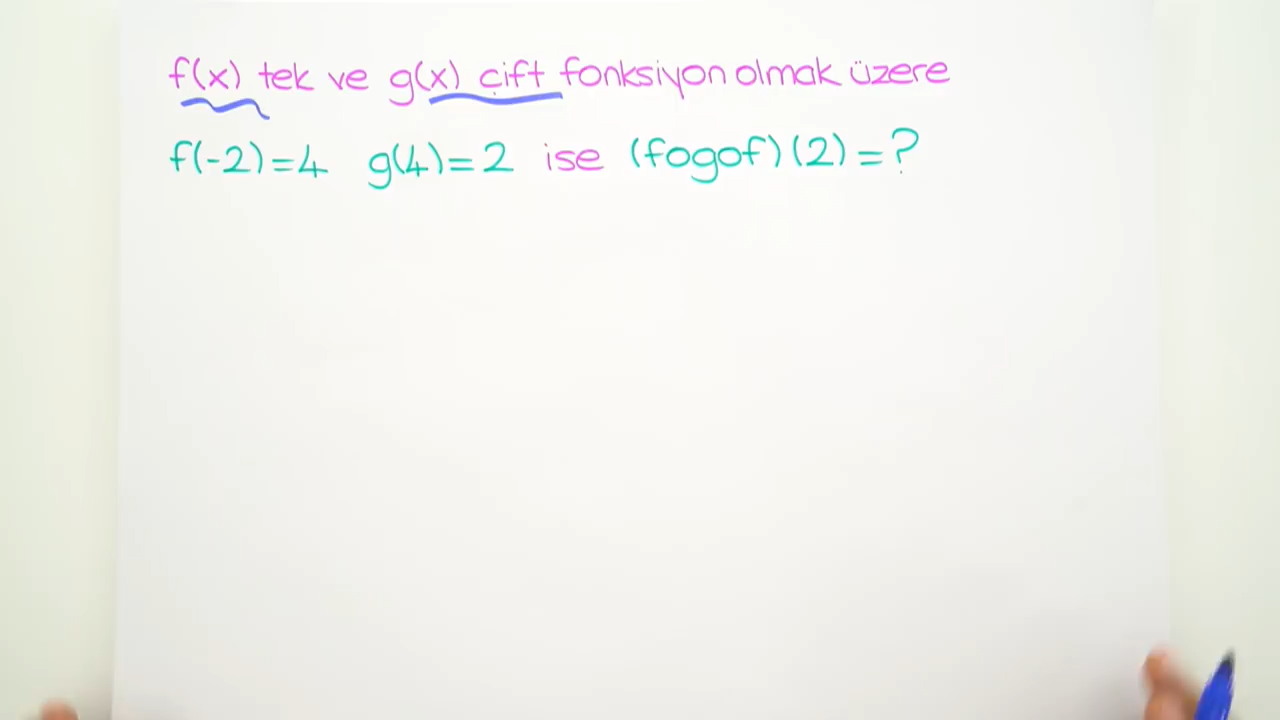 f(x) tek ve g(x) çift fonksiyon olmak üzere
f(-2)=4 g(4)=2 ise (fogof)(2)=?